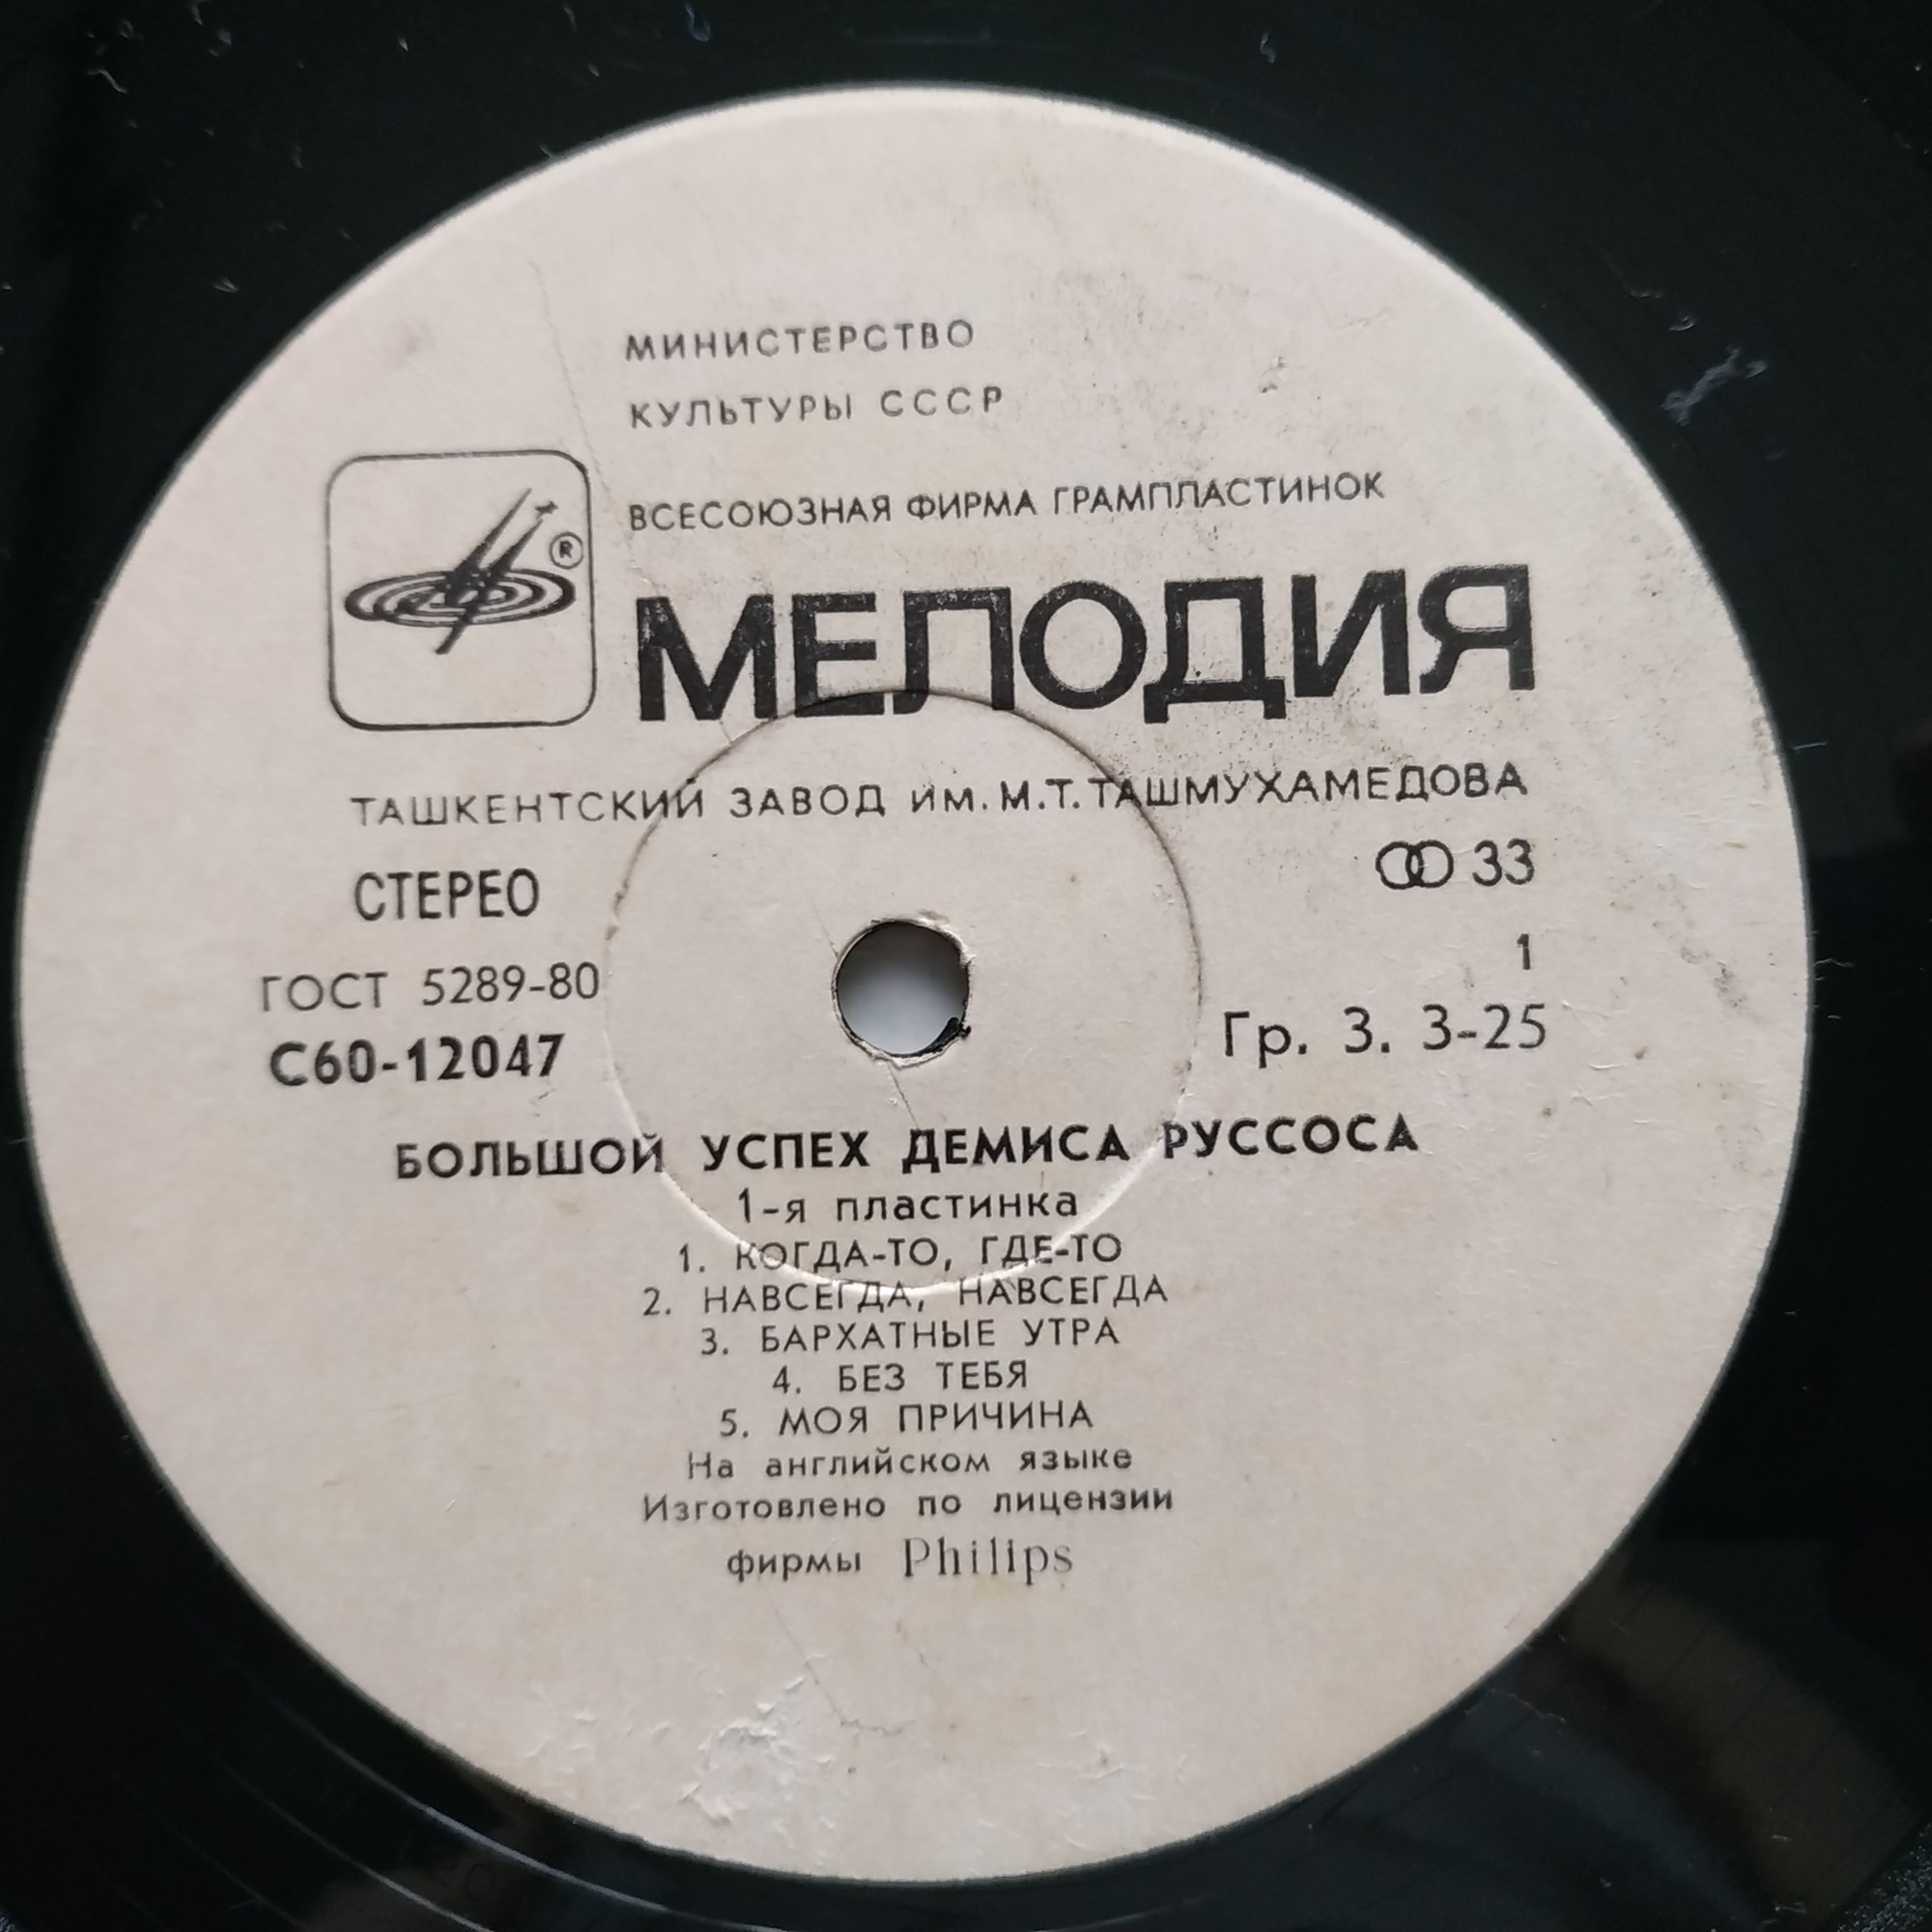 МИНИСТЕРСТВО
КУЛЬТУРЫ СССР
ВСЕСОЮЗНАЯ ФИРМА ГРАМПЛАСТИНОК
®
МЕЛОДИЯ
ТАШКЕНТСКИЙ ЗАВОД ИМ. М.Т. ТАШМУХАМЕДОВА
СТЕРЕО
33
ГОСТ 5289-80
1
С60-12047
Гр. 3. 3-25
БОЛЬШОЙ УСПЕХ ДЕМИСА РУССОСА
1-я пластинка
1. КОГДА-ТО, ГДЕ-ТО
2. НАВСЕГДА, НАВСЕГДА
3. БАРХАТНЫЕ УТРА
4. БЕЗ ТЕБЯ
5. МОЯ ПРИЧИНА
На английском языке
Изготовлено по лицензии
фирмы Philips